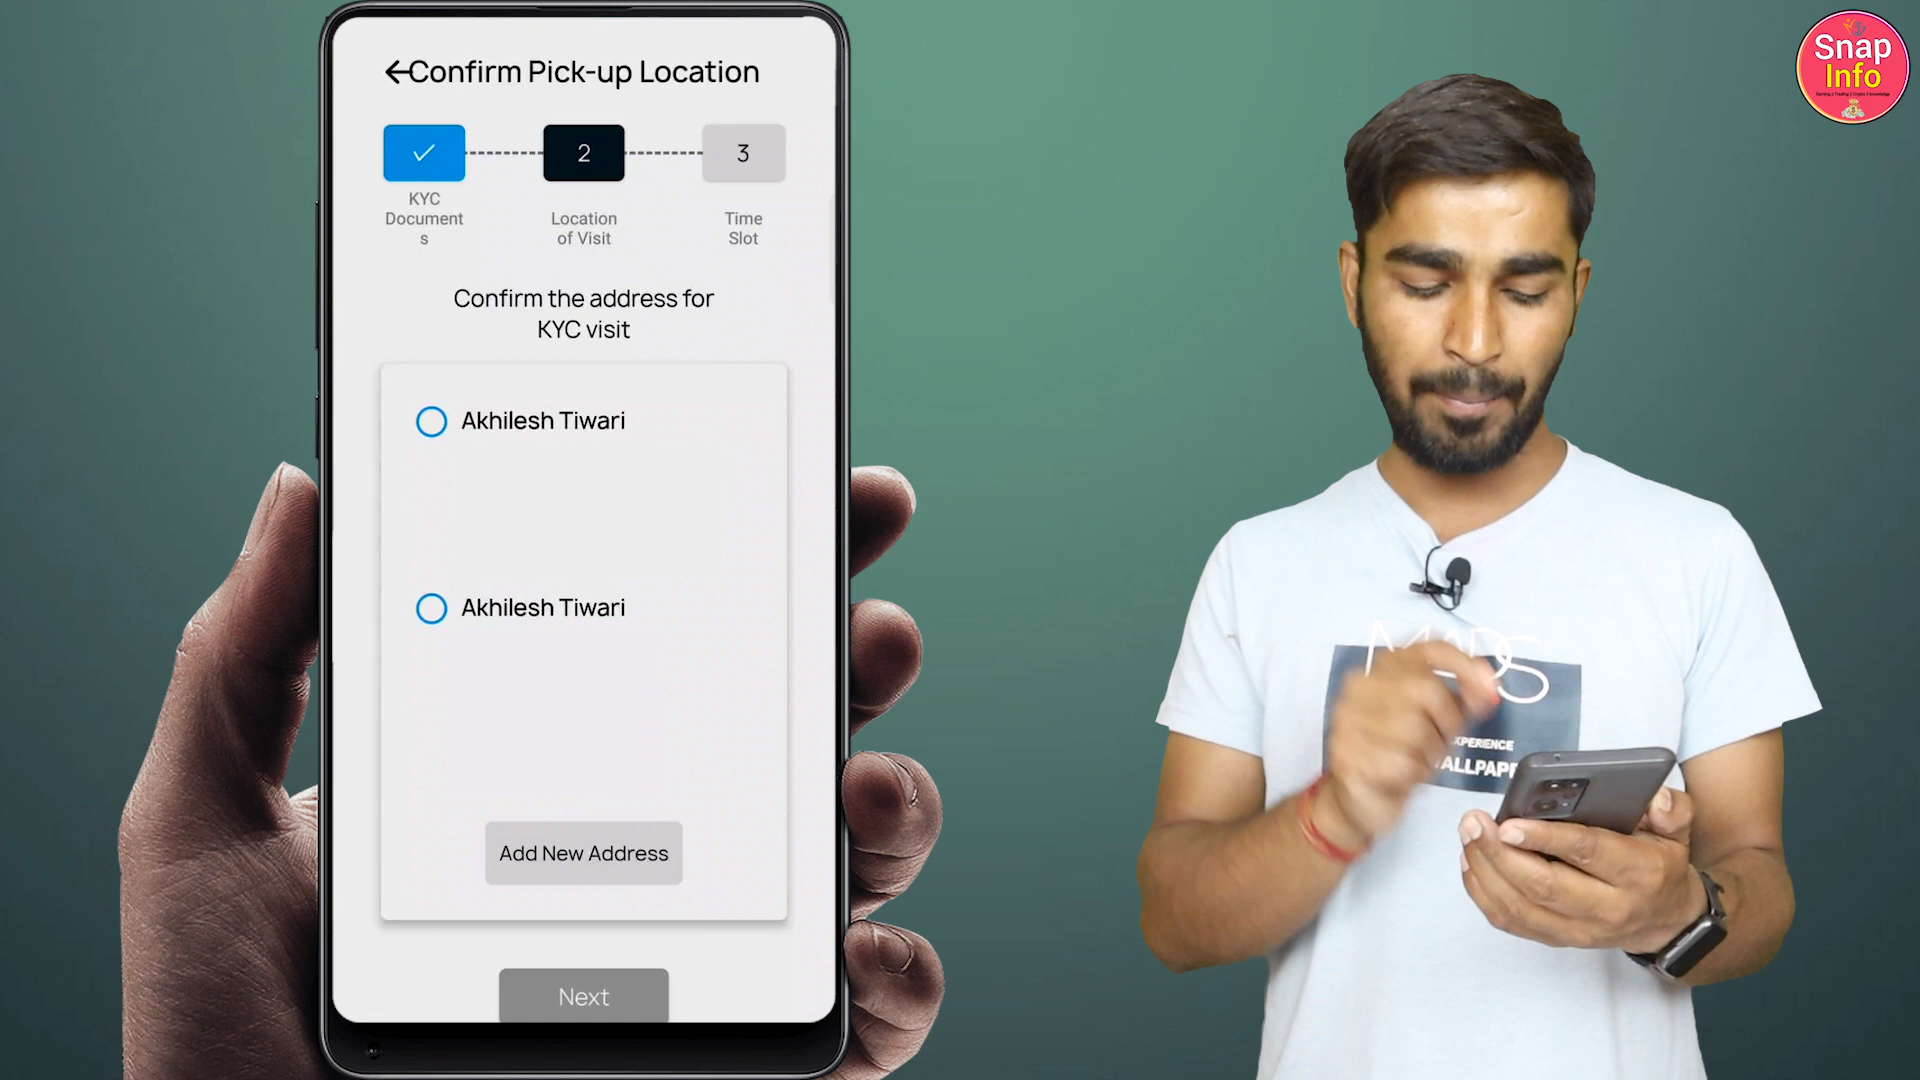 Confirm Pick-up Location
2
3
KYC
Document
s
Location
of Visit
Time
Slot
Confirm the address for
KYC visit
Akhilesh Tiwari
Akhilesh Tiwari
Add New Address
Next
Snap
Info
XPERIENCE